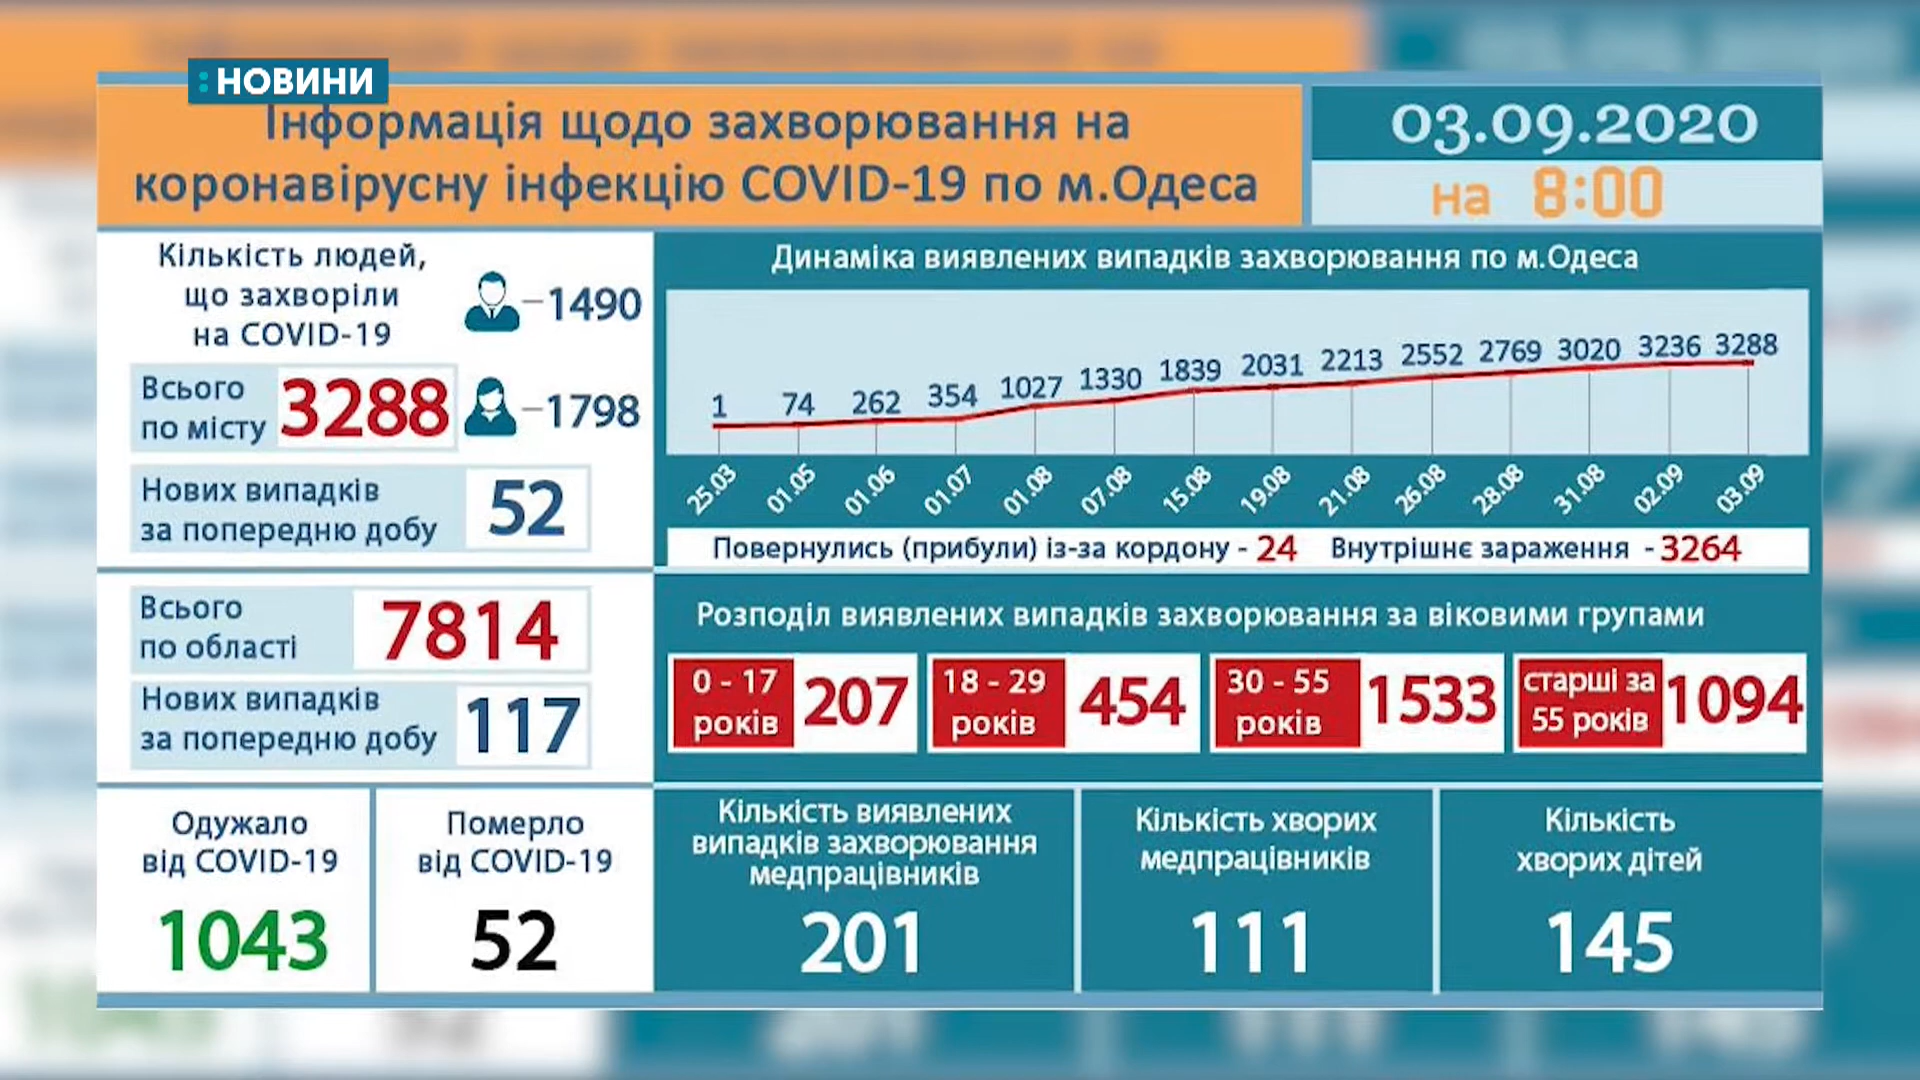 НОВИНИ
Інформація щодо захворювання на
коронавірусну інфекцію COVID-19 по м.Одеса
03.09.2020
на 8:00
Кількість людей,
що захворіли
на COVID-19
–1490
–1798
Всього
по місту
3288
Нових випадків
за попередню добу
52
Всього
по області
7814
Нових випадків
за попередню добу
117
Динаміка виявлених випадків захворювання по м.Одеса
1 74 262 354 1027 1330 1839 2031 2213 2552 2769 3020 3236 3288
25.03 01.05 01.06 01.07 01.08 07.08 15.08 19.08 21.08 26.08 28.08 31.08 02.09 03.09
Повернулись (прибули) із-за кордону - 24 Внутрішнє зараження - 3264
Розподіл виявлених випадків захворювання за віковими групами
0 - 17
років
207
18 - 29
років
454
30 - 55
років
1533
старші за
55 років
1094
Одужало
від COVID-19
1043
Померло
від COVID-19
52
Кількість виявлених
випадків захворювання
медпрацівників
201
Кількість хворих
медпрацівників
111
Кількість
хворих дітей
145